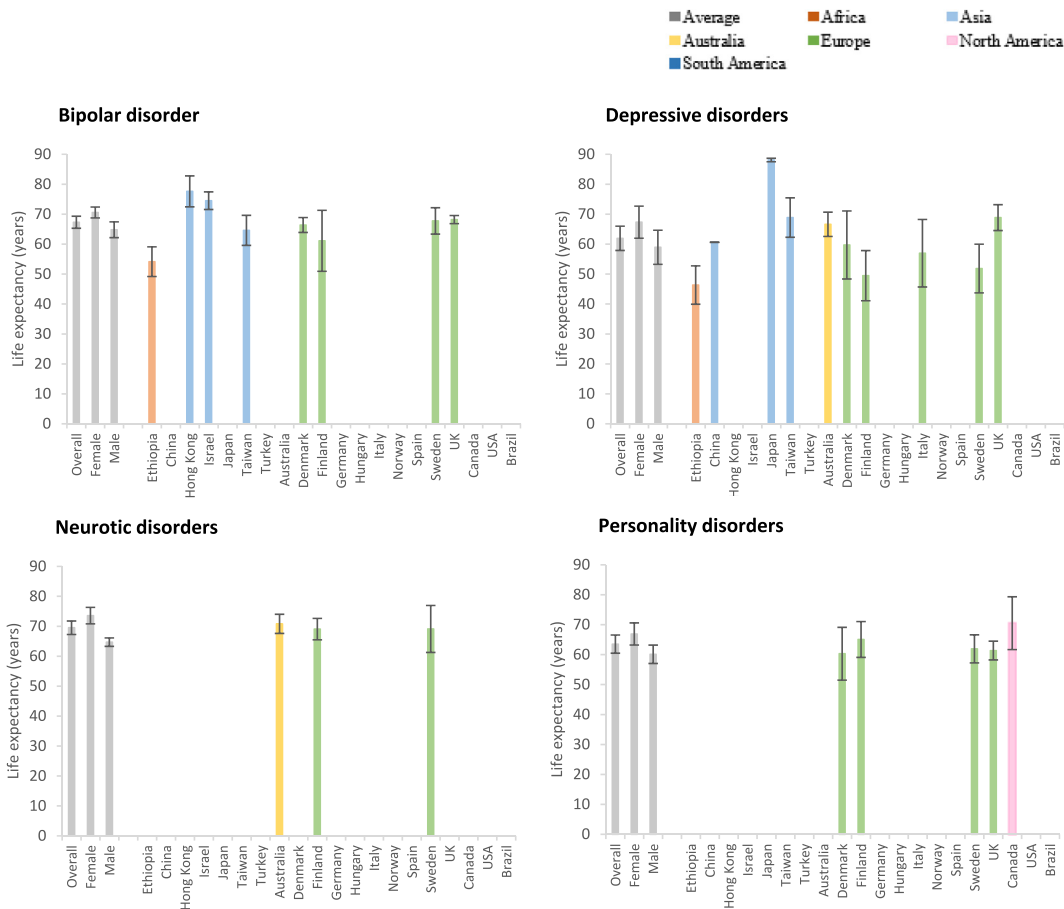 Average Africa Asia
Australia Europe North America
South America
Bipolar disorder
Life expectancy (years)
90
80
70
60
50
40
30
20
10
0
Overall Female Male Ethiopia China Hong Kong Israel Japan Taiwan Turkey Australia Denmark Finland Germany Hungary Italy Norway Spain Sweden UK Canada USA Brazil
Depressive disorders
Life expectancy (years)
90
80
70
60
50
40
30
20
10
0
Overall Female Male Ethiopia China Hong Kong Israel Japan Taiwan Turkey Australia Denmark Finland Germany Hungary Italy Norway Spain Sweden UK Canada USA Brazil
Neurotic disorders
Life expectancy (years)
90
80
70
60
50
40
30
20
10
0
Overall Female Male Ethiopia China Hong Kong Israel Japan Taiwan Turkey Australia Denmark Finland Germany Hungary Italy Norway Spain Sweden UK Canada USA Brazil
Personality disorders
Life expectancy (years)
90
80
70
60
50
40
30
20
10
0
Overall Female Male Ethiopia China Hong Kong Israel Japan Taiwan Turkey Australia Denmark Finland Germany Hungary Italy Norway Spain Sweden UK Canada USA Brazil